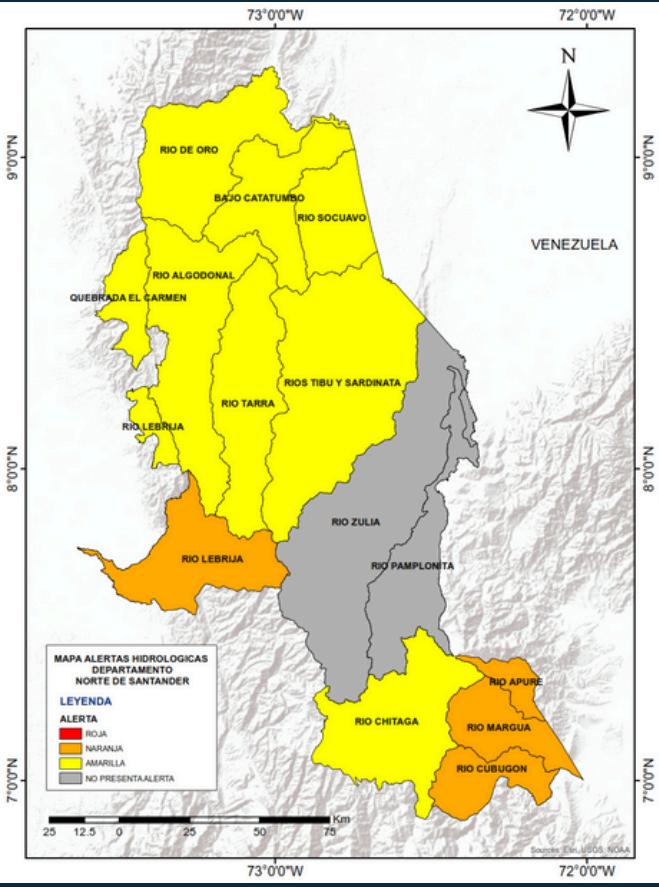 73°0'0"W
72°0'0"W
N
9°0'0"N
9°0'0"N
RIO DE ORO
BAJO CATATUMBO
RIO SOCUAVO
VENEZUELA
RIO ALGODONAL
QUEBRADA EL CARMEN
RIOS TIBU Y SARDINATA
RIO TARRA
RIO LEBRIJA
8°0'0"N
8°0'0"N
RIO ZULIA
RIO LEBRIJA
RIO PAMPLONITA
MAPA ALERTAS HIDROLOGICAS
DEPARTAMENTO
NORTE DE SANTANDER
LEYENDA
ALERTA
ROJA
NARANJA
AMARILLA
NO PRESENTA ALERTA
RIO APURE
RIO CHITAGA
RIO MARGUA
RIO CUBUGON
7°0'0"N
7°0'0"N
Km
25 12.5 0 25 50 75
Sources: Esri, USGS, NOAA
73°0'0"W
72°0'0"W